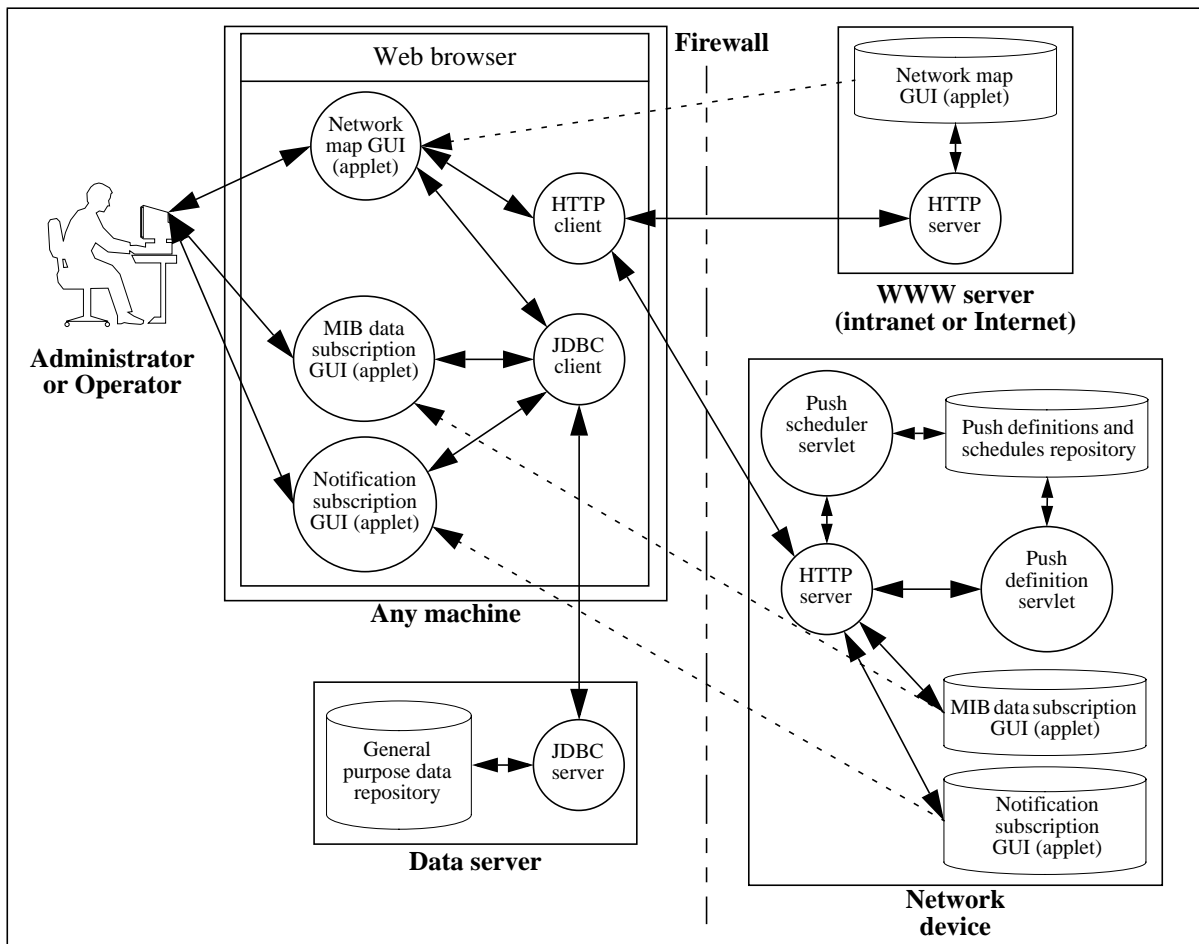 Web browser
Firewall
Network map
GUI (applet)
Network
map GUI
(applet)
HTTP
client
HTTP
server
WWW server
(intranet or Internet)
Administrator
or Operator
MIB data
subscription
GUI (applet)
JDBC
client
Notification
subscription
GUI (applet)
Any machine
Push
scheduler
servlet
Push definitions and
schedules repository
HTTP
server
Push
definition
servlet
MIB data subscription
GUI (applet)
Notification
subscription
GUI (applet)
Network
device
General
purpose data
repository
JDBC
server
Data server